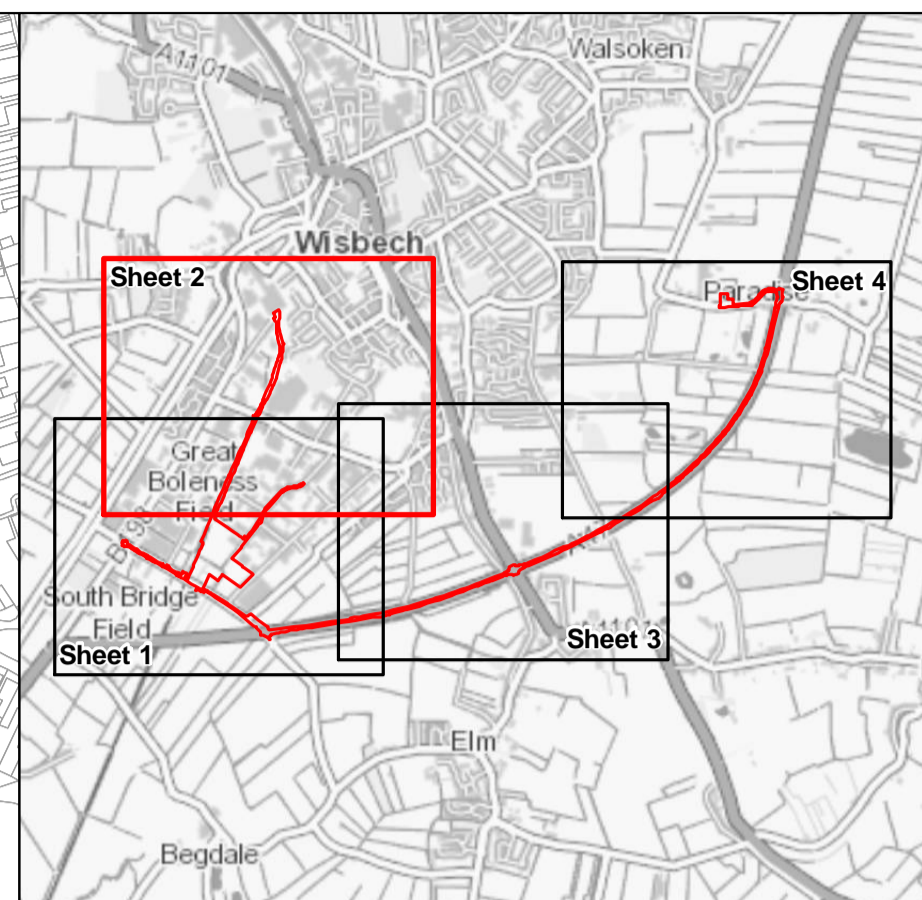 A1101
Walsoken
Wisbech
Sheet 2
Paradise
Sheet 4
Great
Boleness
Field
South Bridge
Field
Sheet 1
Sheet 3
Elm
Begdale